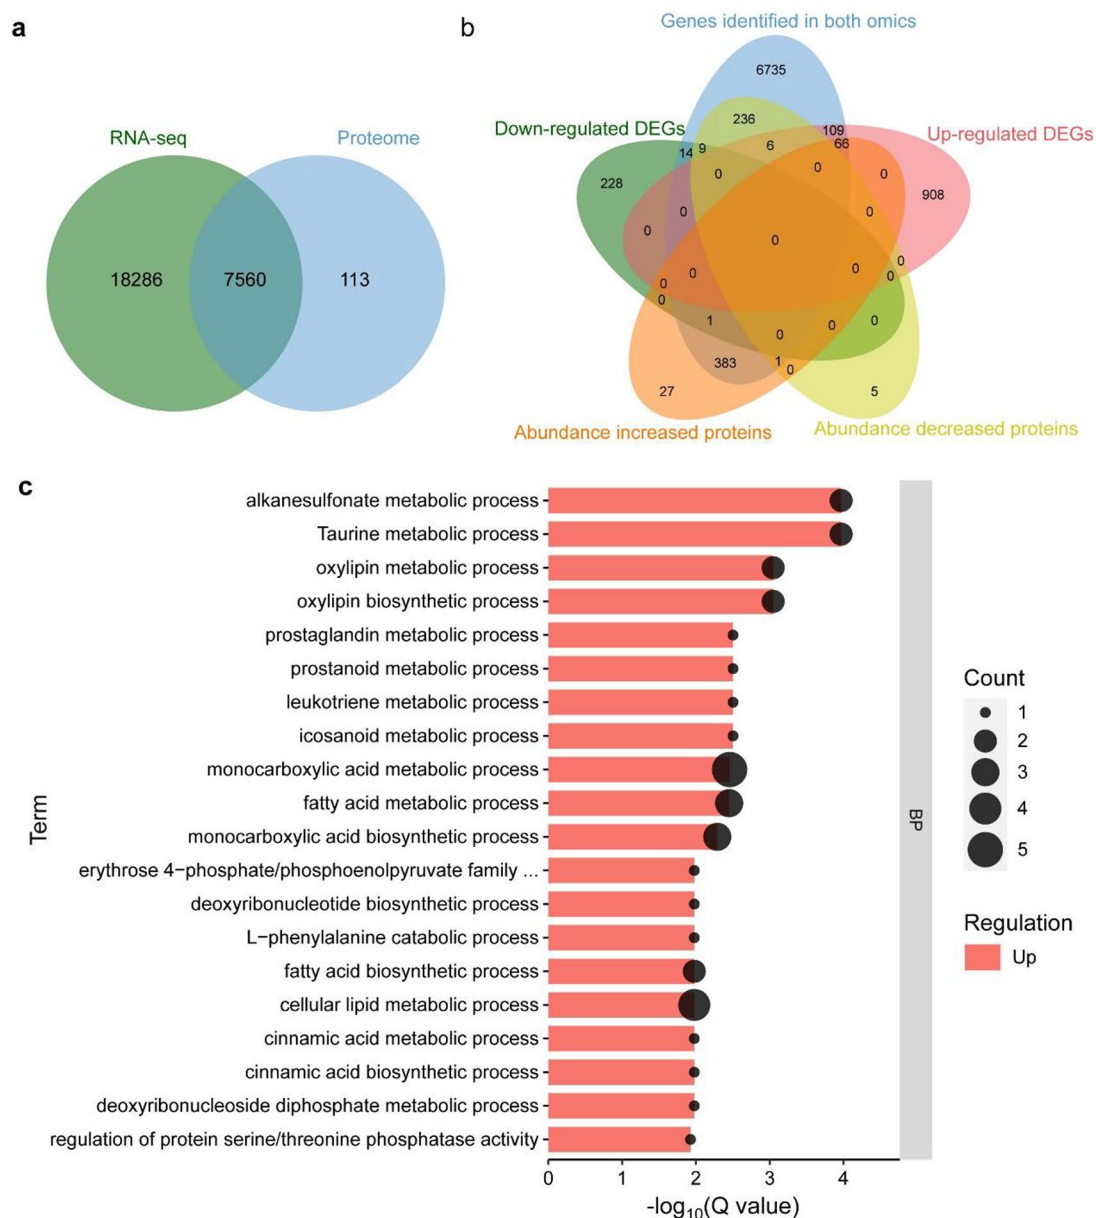 a
RNA-seq
Proteome
18286
7560
113
b
Genes identified in both omics
6735
Down-regulated DEGs
236
109
Up-regulated DEGs
14
9
6
66
228
0
0
0
908
0
0
0
0
0
0
0
0
0
0
0
1
0
0
0
383
1
0
27
5
Abundance increased proteins
Abundance decreased proteins
c
Term
alkanesulfonate metabolic process
Taurine metabolic process
oxylipin metabolic process
oxylipin biosynthetic process
prostaglandin metabolic process
prostanoid metabolic process
leukotriene metabolic process
icosanoid metabolic process
monocarboxylic acid metabolic process
fatty acid metabolic process
monocarboxylic acid biosynthetic process
erythrose 4−phosphate/phosphoenolpyruvate family ...
deoxyribonucleotide biosynthetic process
L−phenylalanine catabolic process
fatty acid biosynthetic process
cellular lipid metabolic process
cinnamic acid metabolic process
cinnamic acid biosynthetic process
deoxyribonucleoside diphosphate metabolic process
regulation of protein serine/threonine phosphatase activity
0 1 2 3 4
-log₁₀(Q value)
BP
Count
1
2
3
4
5
Regulation
Up